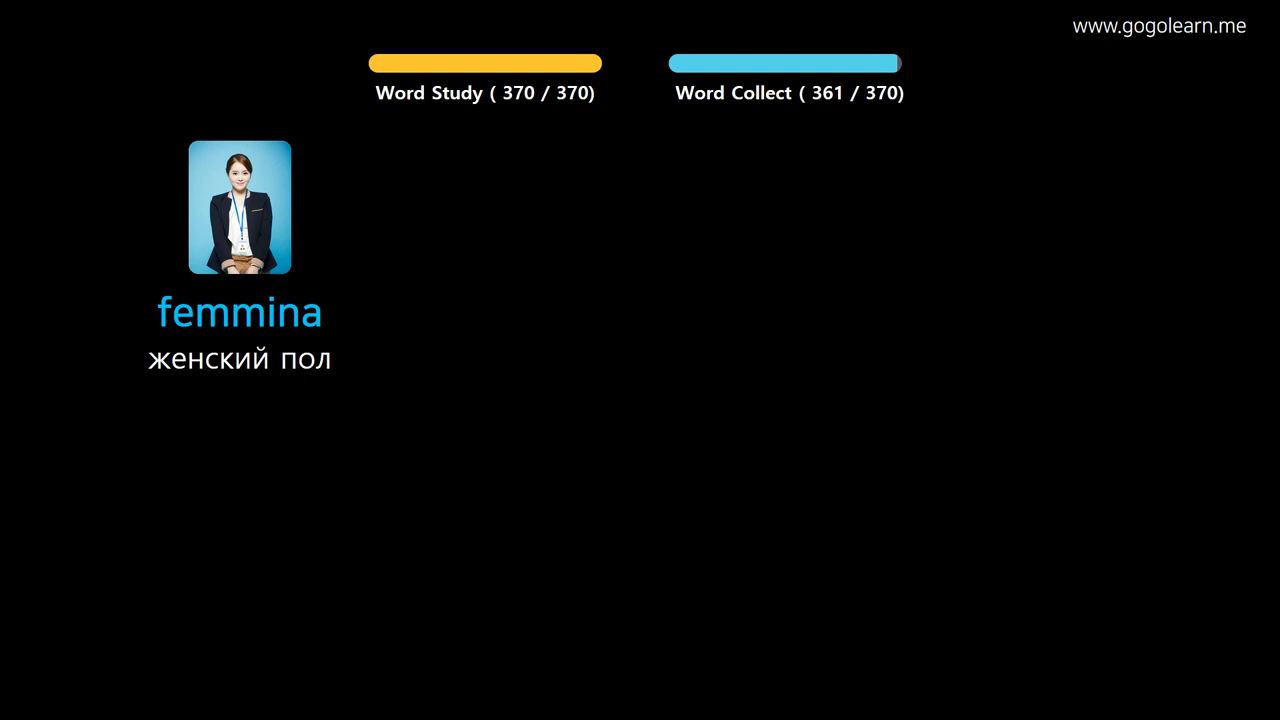 www.gogolearn.me
Word Study ( 370 / 370)
Word Collect ( 361 / 370)
femmina
женский пол